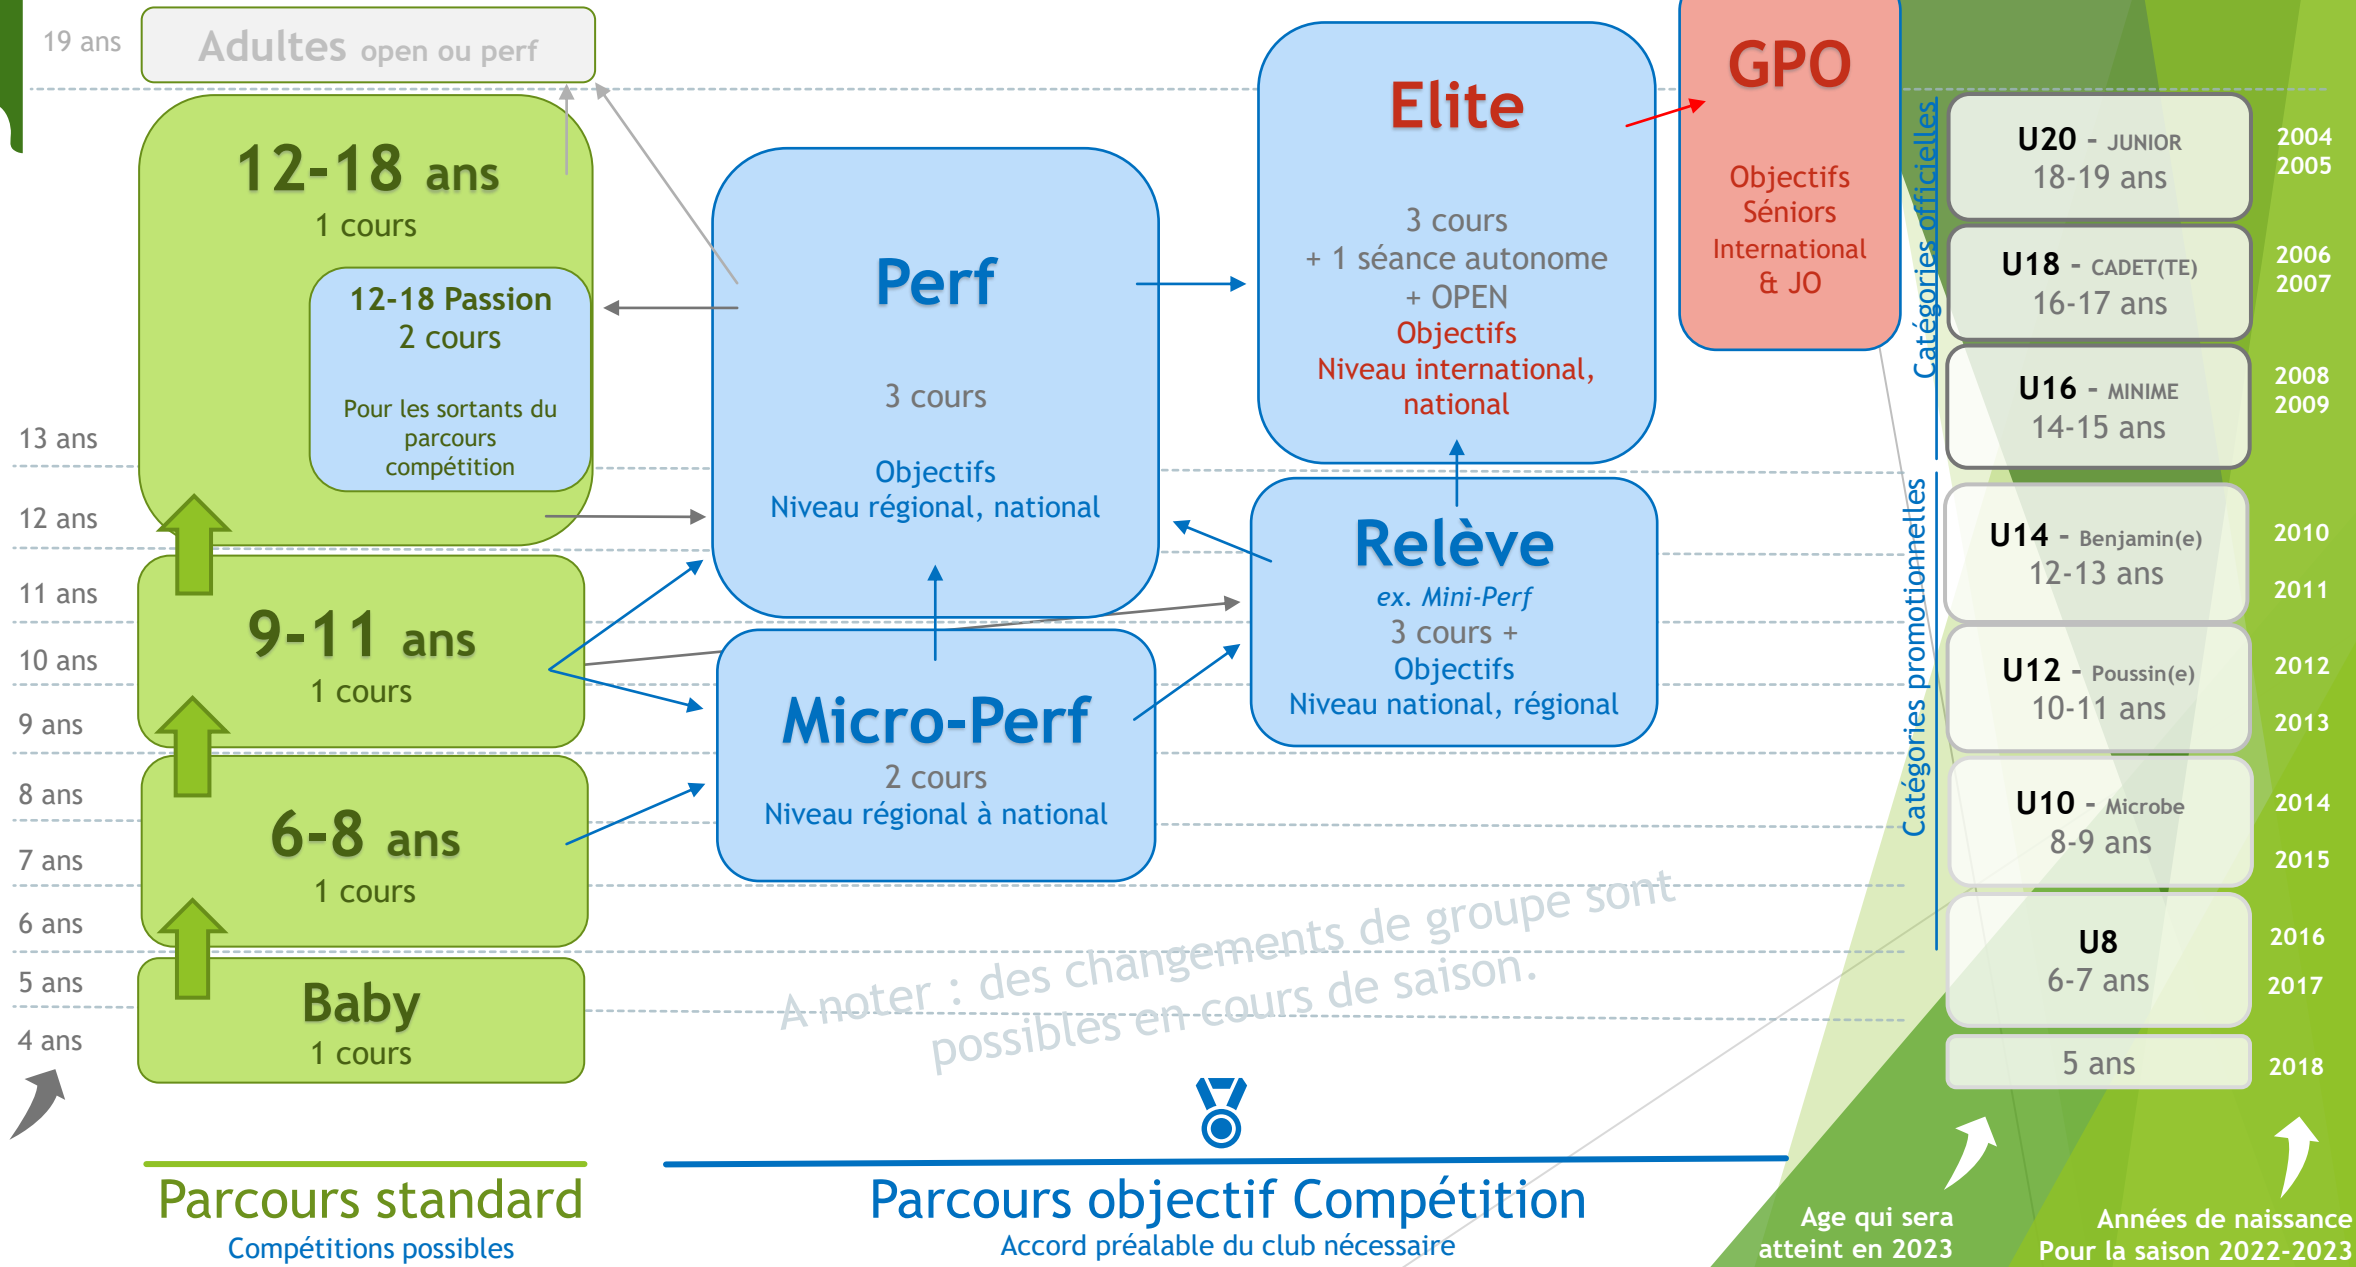 19 ans
13 ans
12 ans
11 ans
10 ans
9 ans
8 ans
7 ans
6 ans
5 ans
4 ans
Adultes open ou perf
12-18 ans
1 cours
12-18 Passion
2 cours
Pour les sortants du
parcours
compétition
9-11 ans
1 cours
6-8 ans
1 cours
Baby
1 cours
Perf
3 cours
Objectifs
Niveau régional, national
Micro-Perf
2 cours
Niveau régional à national
Elite
3 cours
+ 1 séance autonome
+ OPEN
Objectifs
Niveau international,
national
Relève
ex. Mini-Perf
3 cours +
Objectifs
Niveau national, régional
GPO
Objectifs
Séniors
International
& JO
A noter : des changements de groupe sont
possibles en cours de saison.
Catégories officielles
Catégories promotionnelles
U20 - JUNIOR
18-19 ans
2004
2005
U18 - CADET(TE)
16-17 ans
2006
2007
U16 - MINIME
14-15 ans
2008
2009
U14 - Benjamin(e)
12-13 ans
2010
2011
U12 - Poussin(e)
10-11 ans
2012
2013
U10 - Microbe
8-9 ans
2014
2015
U8
6-7 ans
2016
2017
5 ans
2018
Parcours standard
Compétitions possibles
Parcours objectif Compétition
Accord préalable du club nécessaire
Age qui sera
atteint en 2023
Années de naissance
Pour la saison 2022-2023